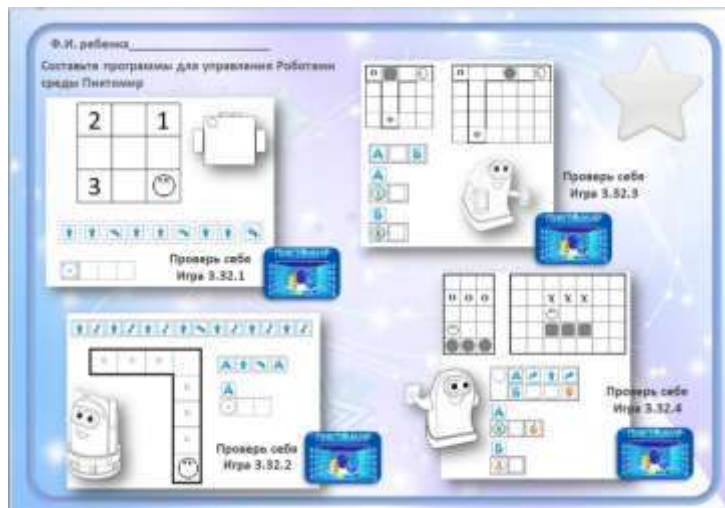 Ф.И. ребенка
Составьте программы для управления Роботами
среды Пиктомир
2 1
3
Проверь себя
Игра 3.32.1
А Б
А
Б
Проверь себя
Игра 3.32.3
А А
А
Проверь себя
Игра 3.32.2
А
Б Б
А
Б
Б
Проверь себя
Игра 3.32.4